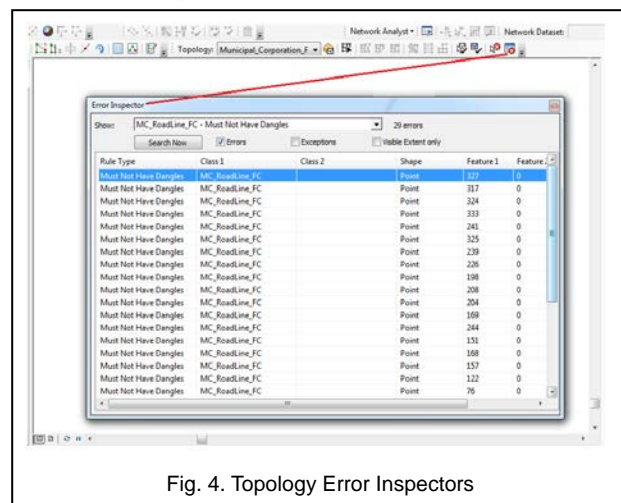 Network Analyst Network Dataset:
Topology: Municipal_Corporation_F
Error Inspector
Show: MC_RoadLine_FC - Must Not Have Dangles 29 errors
Search Now Errors Exceptions Visible Extent only
Rule Type Class 1 Class 2 Shape Feature 1 Feature
Must Not Have Dangles MC_RoadLine_FC Point 327 0
Must Not Have Dangles MC_RoadLine_FC Point 317 0
Must Not Have Dangles MC_RoadLine_FC Point 324 0
Must Not Have Dangles MC_RoadLine_FC Point 333 0
Must Not Have Dangles MC_RoadLine_FC Point 241 0
Must Not Have Dangles MC_RoadLine_FC Point 325 0
Must Not Have Dangles MC_RoadLine_FC Point 239 0
Must Not Have Dangles MC_RoadLine_FC Point 226 0
Must Not Have Dangles MC_RoadLine_FC Point 198 0
Must Not Have Dangles MC_RoadLine_FC Point 208 0
Must Not Have Dangles MC_RoadLine_FC Point 204 0
Must Not Have Dangles MC_RoadLine_FC Point 169 0
Must Not Have Dangles MC_RoadLine_FC Point 244 0
Must Not Have Dangles MC_RoadLine_FC Point 151 0
Must Not Have Dangles MC_RoadLine_FC Point 168 0
Must Not Have Dangles MC_RoadLine_FC Point 157 0
Must Not Have Dangles MC_RoadLine_FC Point 122 0
Must Not Have Dangles MC_RoadLine_FC Point 76 0
Fig. 4. Topology Error Inspectors